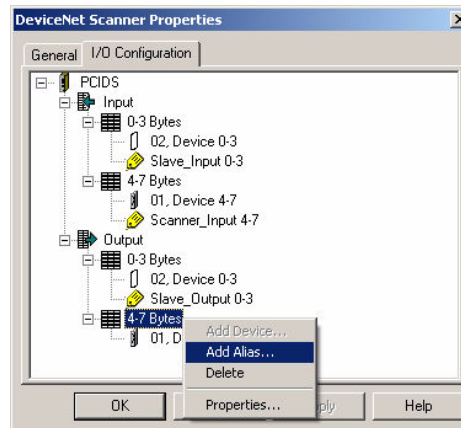 DeviceNet Scanner Properties
General I/O Configuration
PCIDS
Input
0-3 Bytes
02, Device 0-3
Slave_Input 0-3
4-7 Bytes
01, Device 4-7
Scanner_Input 4-7
Output
0-3 Bytes
02, Device 0-3
Slave_Output 0-3
4-7 Bytes
01, D
Add Device...
Add Alias...
Delete
Properties...
OK
Help